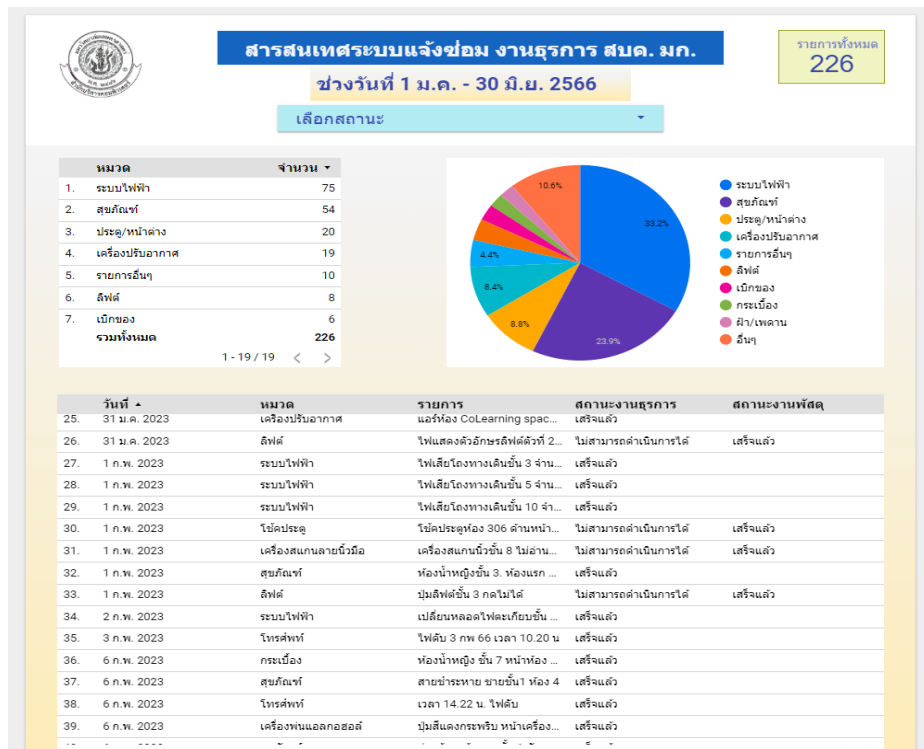 สารสนเทศระบบแจ้งซ่อม งานธุรการ สบค. มก.
ช่วงวันที่ 1 ม.ค. - 30 มิ.ย. 2566
เลือกสถานะ
รายการทั้งหมด
226
หมวด จำนวน
1. ระบบไฟฟ้า 75
2. สุขภัณฑ์ 54
3. ประตู/หน้าต่าง 20
4. เครื่องปรับอากาศ 19
5. รายการอื่นๆ 10
6. ลิฟต์ 8
7. เบิกของ 6
รวมทั้งหมด 226
1 - 19 / 19 < >
10.6%
33.2%
4.4%
8.4%
8.8%
23.9%
ระบบไฟฟ้า
สุขภัณฑ์
ประตู/หน้าต่าง
เครื่องปรับอากาศ
รายการอื่นๆ
ลิฟต์
เบิกของ
กระเบื้อง
ฝ้า/เพดาน
อื่นๆ
วันที่ หมวด รายการ สถานะงานธุรการ สถานะงานพัสดุ
25. 31 ม.ค. 2023 เครื่องปรับอากาศ แอร์ห้อง CoLearning spac... เสร็จแล้ว
26. 31 ม.ค. 2023 ลิฟต์ ไฟแสดงตัวอักษรลิฟต์ตัวที่ 2... ไม่สามารถดำเนินการได้ เสร็จแล้ว
27. 1 ก.พ. 2023 ระบบไฟฟ้า ไฟเสียโถงทางเดินชั้น 3 จำน... เสร็จแล้ว
28. 1 ก.พ. 2023 ระบบไฟฟ้า ไฟเสียโถงทางเดินชั้น 5 จำน... เสร็จแล้ว
29. 1 ก.พ. 2023 ระบบไฟฟ้า ไฟเสียโถงทางเดินชั้น 10 จำ... เสร็จแล้ว
30. 1 ก.พ. 2023 โช้คประตู โช้คประตูห้อง 306 ด้านหน้า... ไม่สามารถดำเนินการได้ เสร็จแล้ว
31. 1 ก.พ. 2023 เครื่องสแกนลายนิ้วมือ เครื่องสแกนนิ้วชั้น 8 ไม่อ่าน... ไม่สามารถดำเนินการได้ เสร็จแล้ว
32. 1 ก.พ. 2023 สุขภัณฑ์ ห้องน้ำหญิงชั้น 3. ห้องแรก ... เสร็จแล้ว
33. 1 ก.พ. 2023 ลิฟต์ ปุ่มลิฟต์ชั้น 3 กดไม่ได้ ไม่สามารถดำเนินการได้ เสร็จแล้ว
34. 2 ก.พ. 2023 ระบบไฟฟ้า เปลี่ยนหลอดไฟตะเกียบชั้น ... เสร็จแล้ว
35. 3 ก.พ. 2023 โทรศัพท์ ไฟดับ 3 กพ 66 เวลา 10.20 น เสร็จแล้ว
36. 6 ก.พ. 2023 กระเบื้อง ห้องน้ำหญิง ชั้น 7 หน้าห้อง ... เสร็จแล้ว
37. 6 ก.พ. 2023 สุขภัณฑ์ สายชำระหาย ชายชั้น1 ห้อง 4 เสร็จแล้ว
38. 6 ก.พ. 2023 โทรศัพท์ เวลา 14.22 น. ไฟดับ เสร็จแล้ว
39. 6 ก.พ. 2023 เครื่องพ่นแอลกอฮอล์ ปุ่มสีแดงกระพริบ หน้าเครื่อง... เสร็จแล้ว